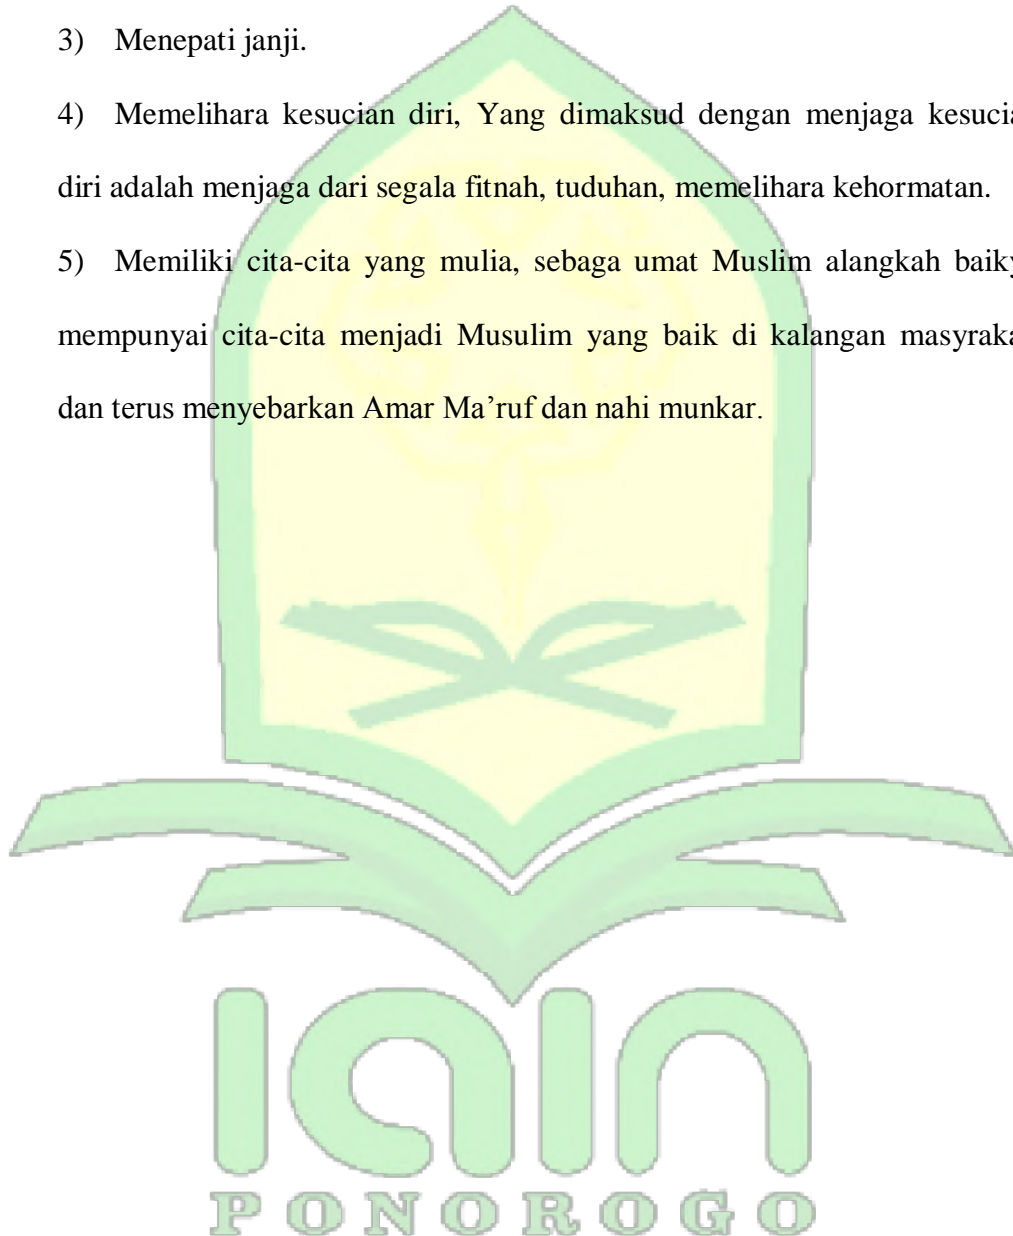 3) Menepati janji.
4) Memelihara kesucian diri, Yang dimaksud dengan menjaga kesucia
diri adalah menjaga dari segala fitnah, tuduhan, memelihara kehormatan.
5) Memiliki cita-cita yang mulia, sebaga umat Muslim alangkah baiky
mempunyai cita-cita menjadi Musulim yang baik di kalangan masyraka
dan terus menyebarkan Amar Ma’ruf dan nahi munkar.
iain
PONOROGO